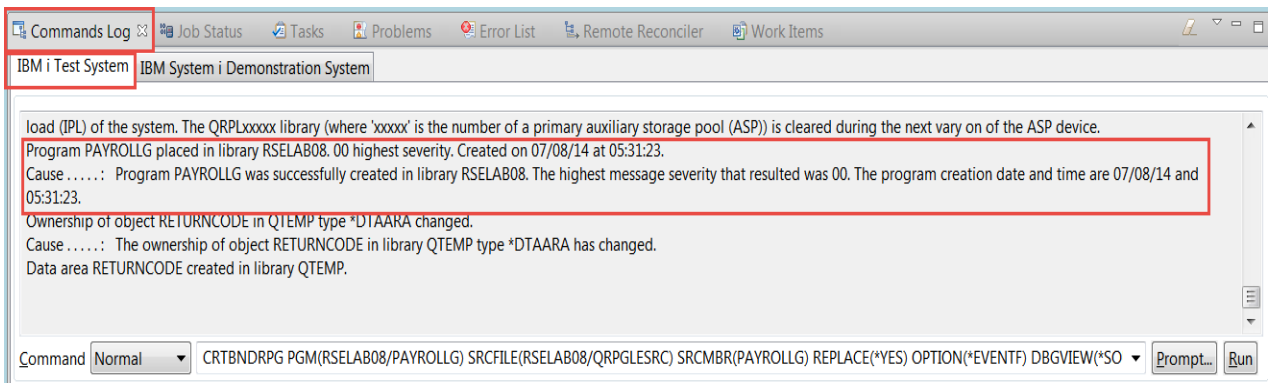 Commands Log Job Status Tasks Problems Error List Remote Reconciler Work Items
IBM i Test System IBM System i Demonstration System
load (IPL) of the system. The QRPLxxxxx library (where 'xxxxx' is the number of a primary auxiliary storage pool (ASP)) is cleared during the next vary on of the ASP device.
Program PAYROLLG placed in library RSELAB08. 00 highest severity. Created on 07/08/14 at 05:31:23.
Cause . . . . . : Program PAYROLLG was successfully created in library RSELAB08. The highest message severity that resulted was 00. The program creation date and time are 07/08/14 and
05:31:23.
Ownership of object RETURNCODE in QTEMP type *DTAARA changed.
Cause . . . . . : The ownership of object RETURNCODE in library QTEMP type *DTAARA has changed.
Data area RETURNCODE created in library QTEMP.
Command Normal CRTBNDRPG PGM(RSELAB08/PAYROLLG) SRCFILE(RSELAB08/QRPGLESRC) SRCMBR(PAYROLLG) REPLACE(*YES) OPTION(*EVENTF) DBGVIEW(*SO Prompt... Run